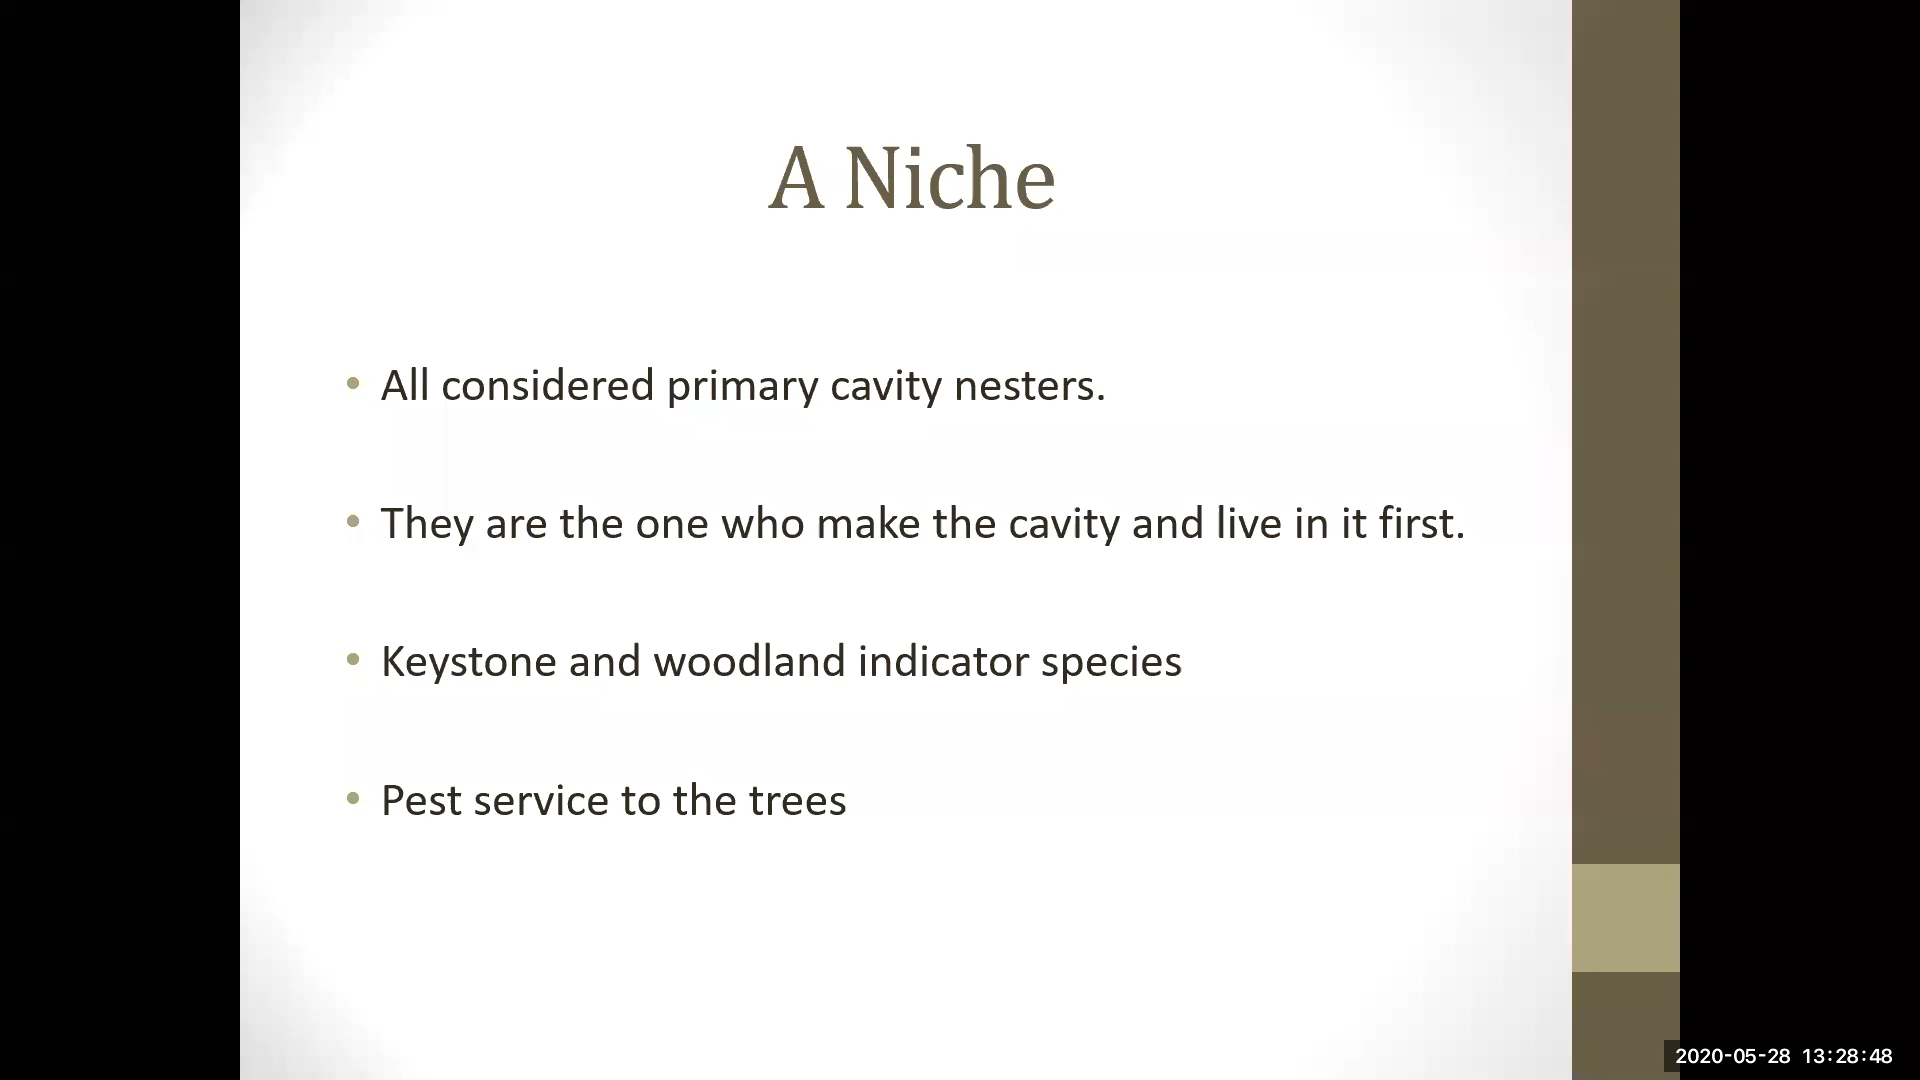 A Niche
• All considered primary cavity nesters.
• They are the one who make the cavity and live in it first.
• Keystone and woodland indicator species
• Pest service to the trees
2020-05-28 13:28:48